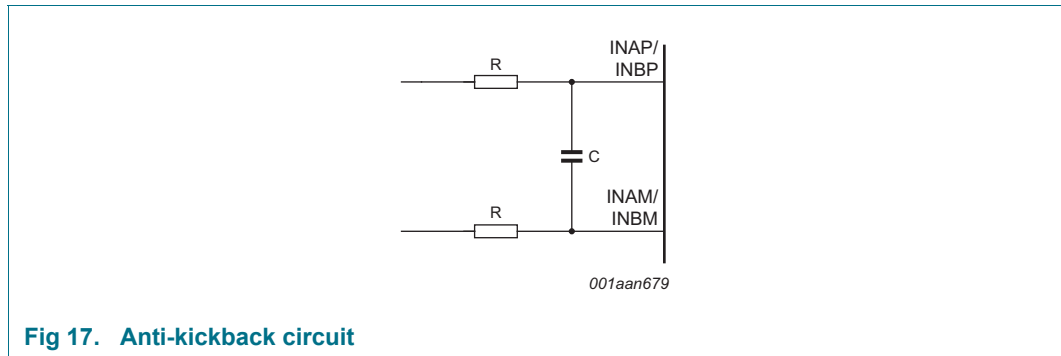 INAP/
INBP
R
C
INAM/
INBM
R
001aan679
Fig 17. Anti-kickback circuit